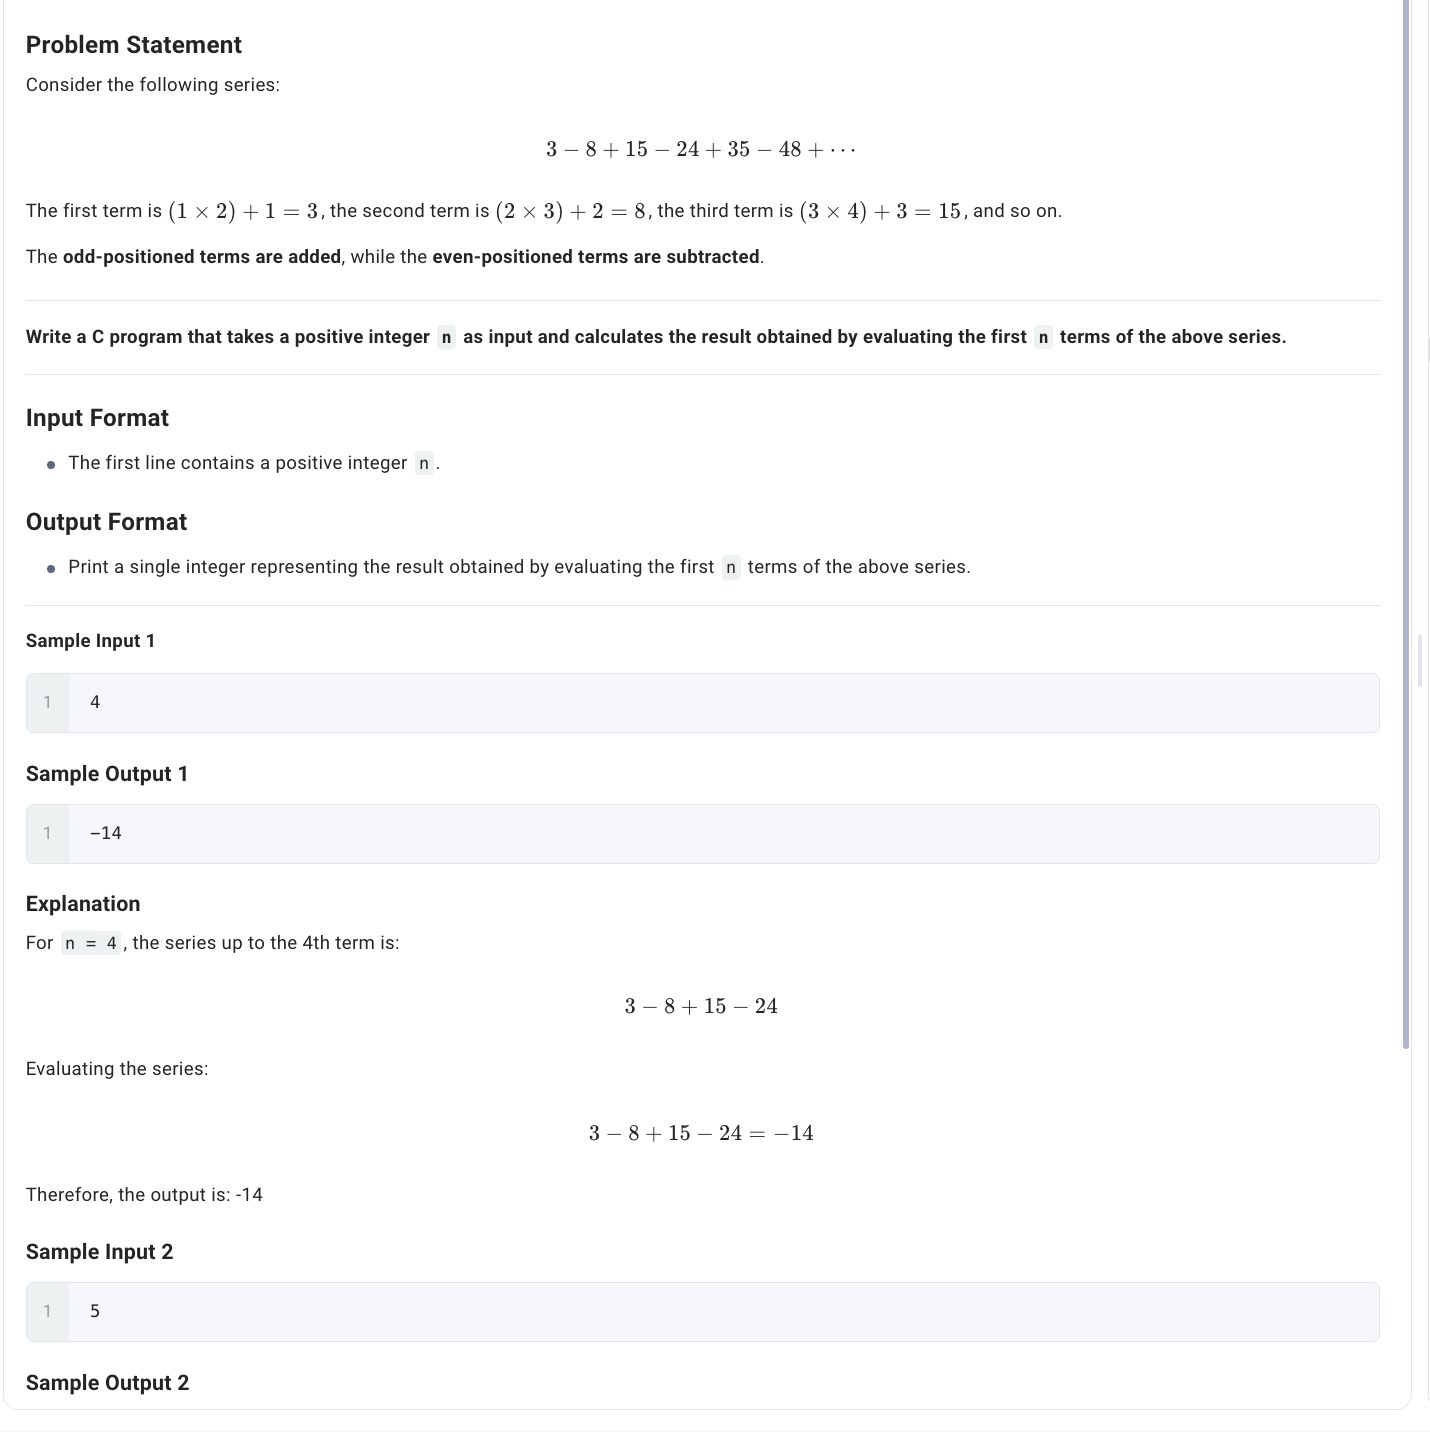 Problem Statement
Consider the following series:
3 − 8 + 15 − 24 + 35 − 48 + ⋯
The first term is (1 × 2) + 1 = 3, the second term is (2 × 3) + 2 = 8, the third term is (3 × 4) + 3 = 15, and so on.
The odd-positioned terms are added, while the even-positioned terms are subtracted.
Write a C program that takes a positive integer n as input and calculates the result obtained by evaluating the first n terms of the above series.
Input Format
• The first line contains a positive integer n.
Output Format
• Print a single integer representing the result obtained by evaluating the first n terms of the above series.
Sample Input 1
1 4
Sample Output 1
1 −14
Explanation
For n = 4, the series up to the 4th term is:
3 − 8 + 15 − 24
Evaluating the series:
3 − 8 + 15 − 24 = −14
Therefore, the output is: -14
Sample Input 2
1 5
Sample Output 2